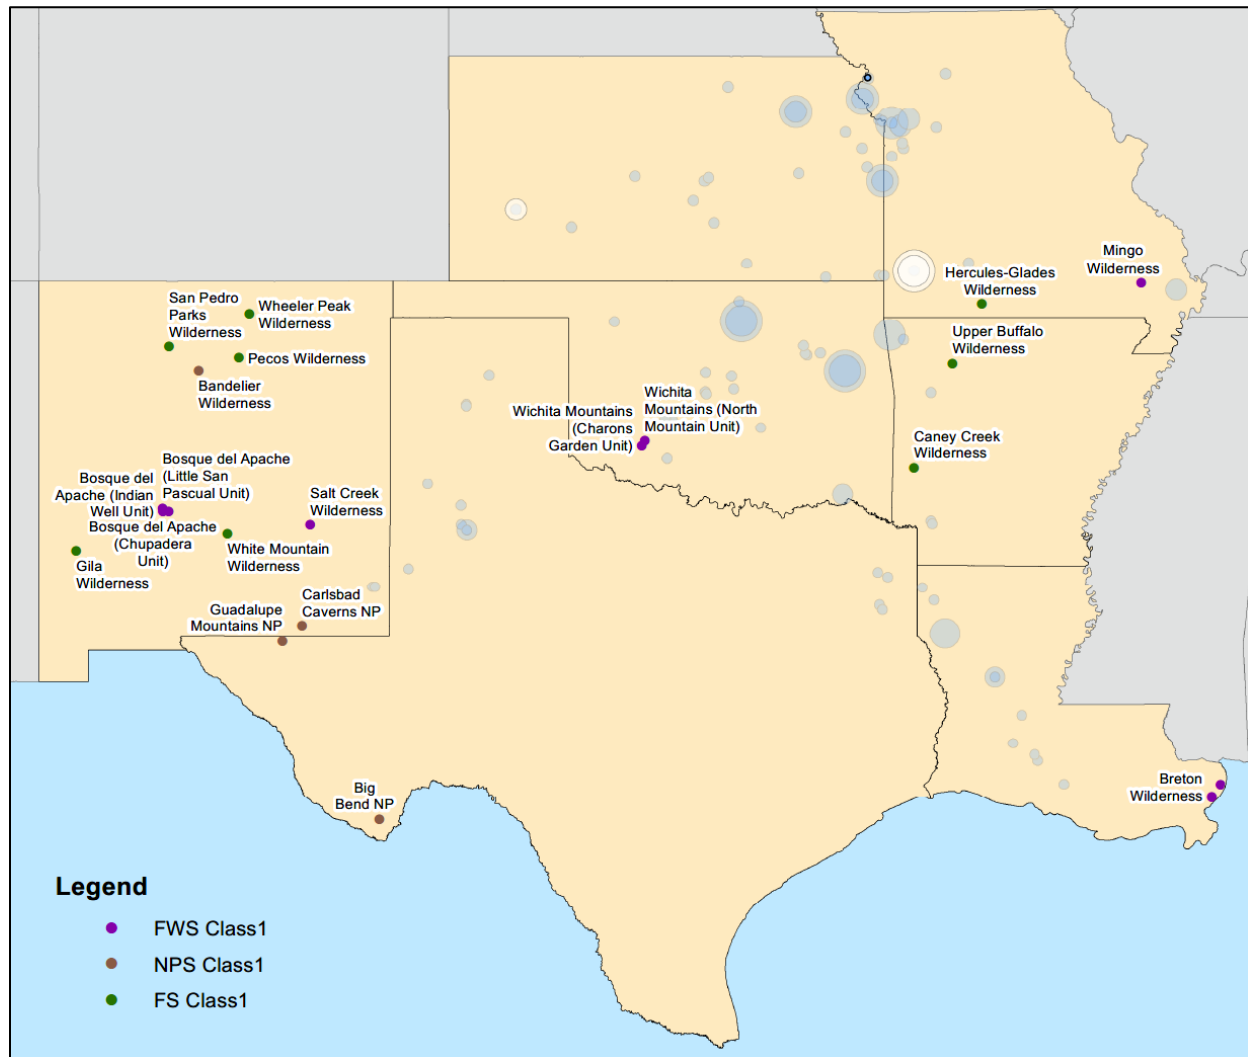 Mingo
Wilderness
Hercules-Glades
Wilderness
San Pedro
Parks
Wilderness
Wheeler Peak
Wilderness
Pecos Wilderness
Bandelier
Wilderness
Upper Buffalo
Wilderness
Wichita
Mountains (North
Mountain Unit)
Wichita Mountains
(Charons
Garden Unit)
Caney Creek
Wilderness
Bosque del Apache
(Little San
Pascual Unit)
Bosque del
Apache (Indian
Well Unit)
Salt Creek
Wilderness
Bosque del Apache
(Chupadera
Unit)
White Mountain
Wilderness
Gila
Wilderness
Carlsbad
Caverns NP
Guadalupe
Mountains NP
Big
Bend NP
Breton
Wilderness
Legend
FWS Class1
NPS Class1
FS Class1